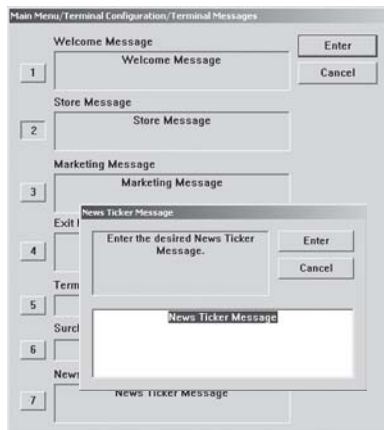 Main Menu/Terminal Configuration/Terminal Messages
Welcome Message
1
Welcome Message
Enter
Cancel
Store Message
2
Store Message
Marketing Message
3
Marketing Message
Exit
4
Term
5
Surc
6
News
7
News Ticker Message
News Ticker Message
Enter the desired News Ticker
Message.
Enter
Cancel
News Ticker Message